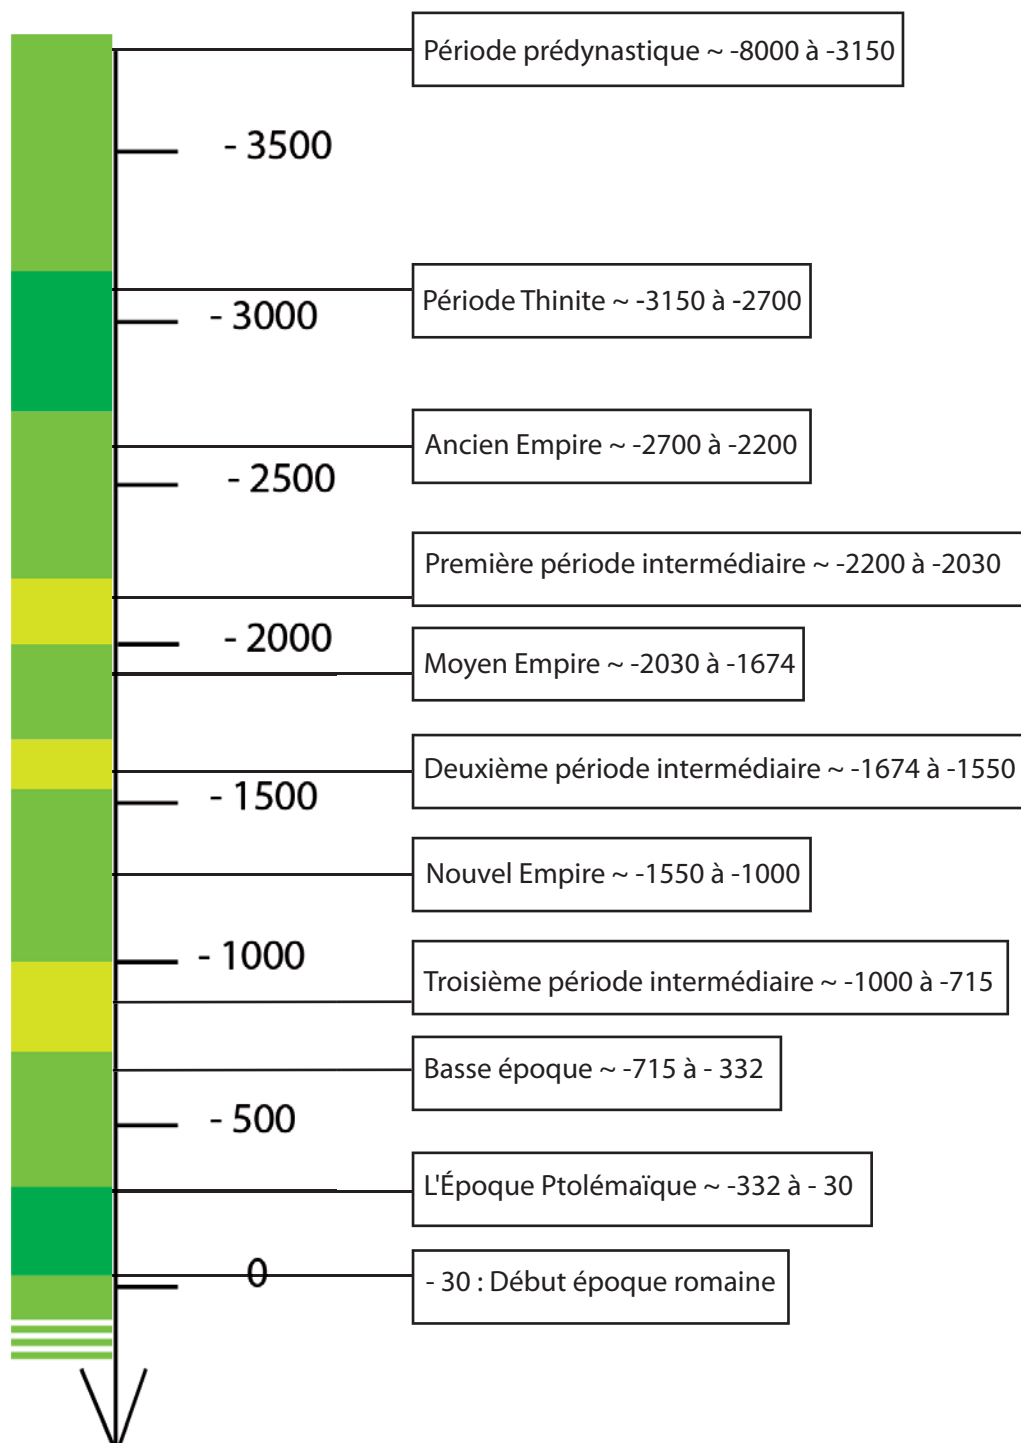 Période prédynastique ~ -8000 à -3150
- 3500
Période Thinite ~ -3150 à -2700
- 3000
Ancien Empire ~ -2700 à -2200
- 2500
Première période intermédiaire ~ -2200 à -2030
- 2000
Moyen Empire ~ -2030 à -1674
Deuxième période intermédiaire ~ -1674 à -1550
- 1500
Nouvel Empire ~ -1550 à -1000
- 1000
Troisième période intermédiaire ~ -1000 à -715
Basse époque ~ -715 à - 332
- 500
L'Époque Ptolémaïque ~ -332 à - 30
0
- 30 : Début époque romaine